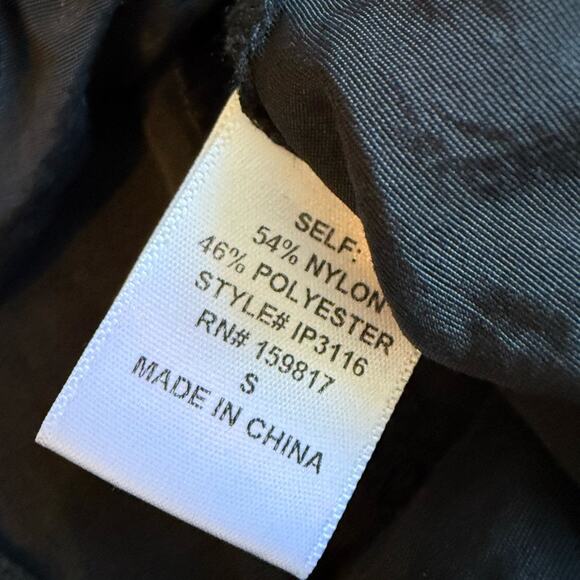 SELF:
54% NYLON
46% POLYESTER
STYLE# IP3116
RN# 159817
S
MADE IN CHINA